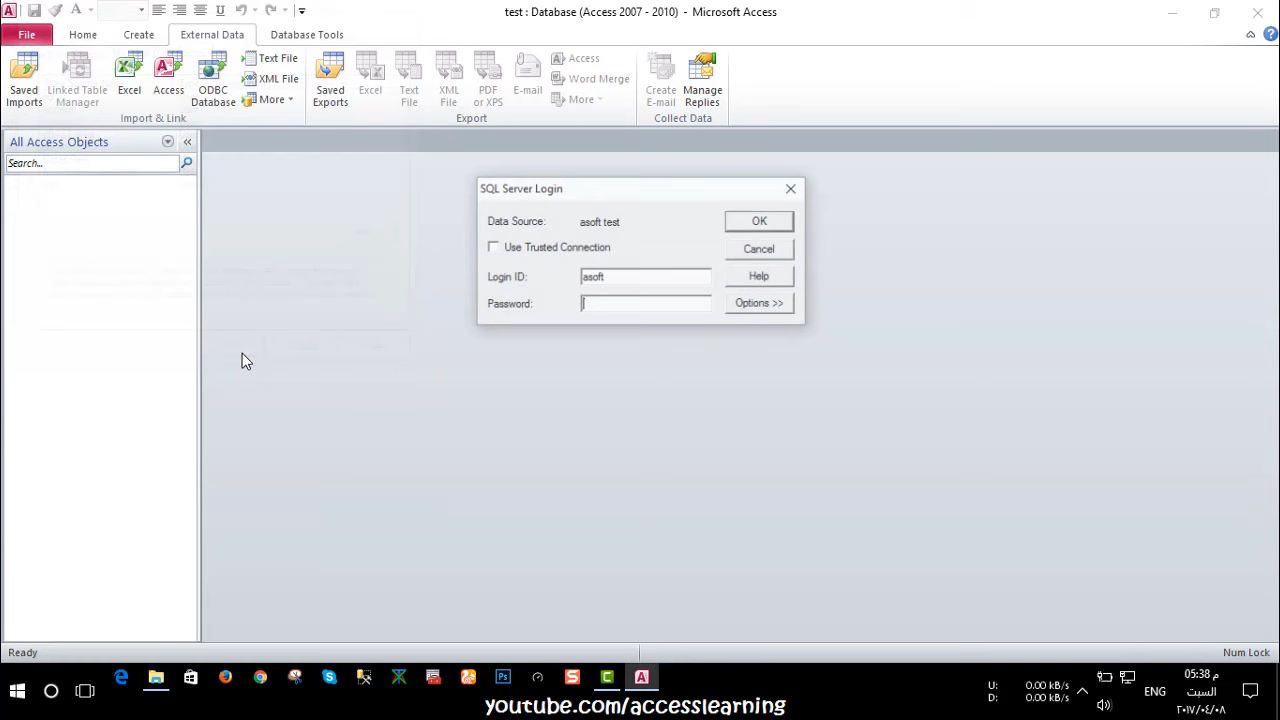 test : Database (Access 2007 - 2010) - Microsoft Access
File
Home
Create
External Data
Database Tools
Saved Imports
Linked Table Manager
Excel
Access
ODBC Database
Text File
XML File
More
Import & Link
Saved Exports
Excel
Text File
XML File
PDF or XPS
E-mail
Access
Word Merge
More
Export
Create E-mail
Manage Replies
Collect Data
All Access Objects
Search...
SQL Server Login
Data Source: asoft test
OK
Use Trusted Connection
Cancel
Login ID: asoft
Help
Password:
Options >>
Ready
Num Lock
U: 0.00 kB/s
D: 0.00 kB/s
ENG
05:38 م
السبت
٢٠١٧/٠٤/٠٨
youtube.com/accesslearning